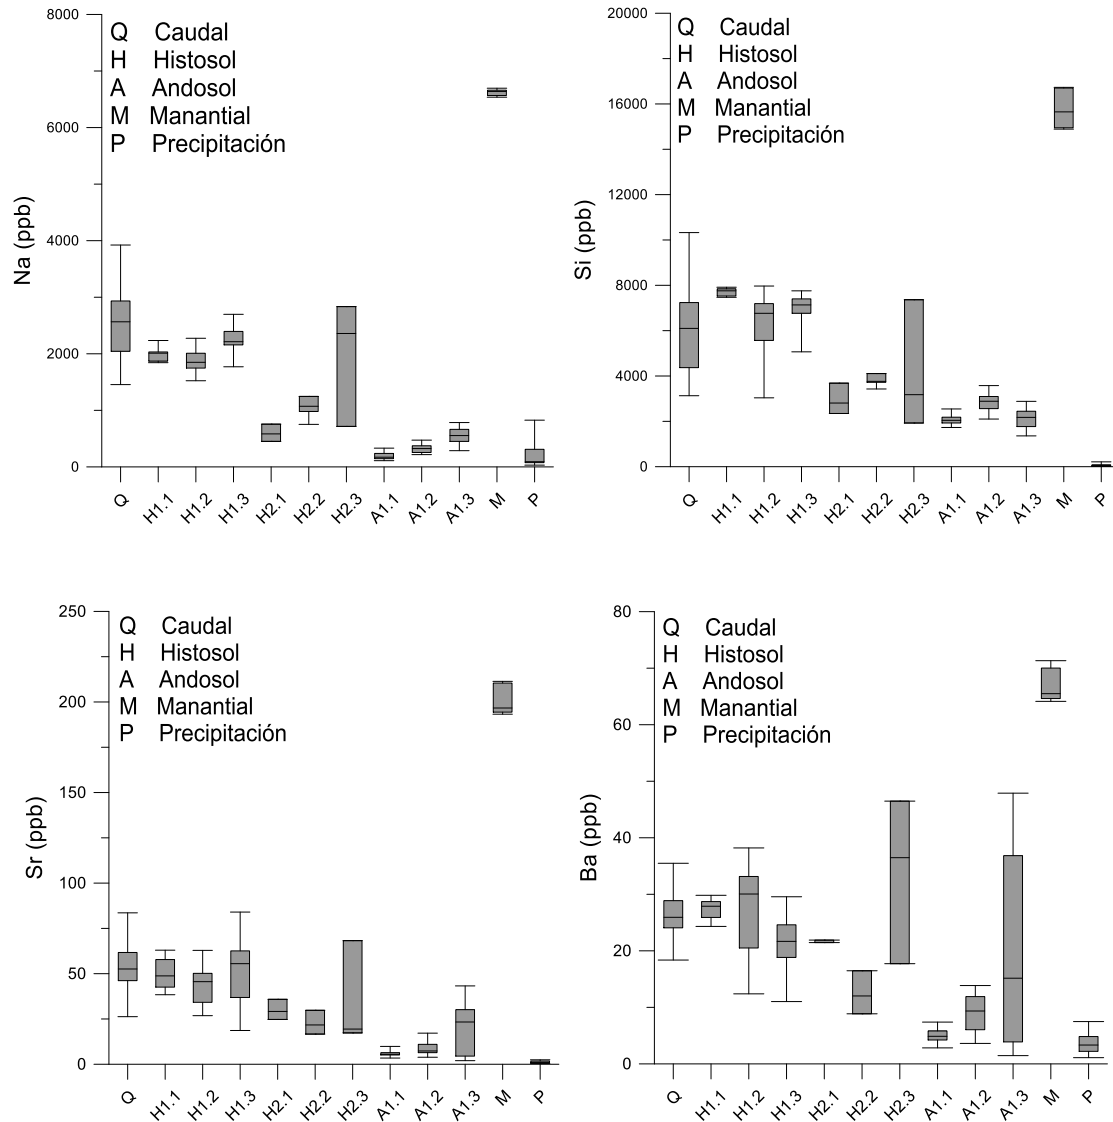 8000
6000
4000
2000
0
Na (ppb)
Q Caudal
H Histosol
A Andosol
M Manantial
P Precipitación
Q H1.1 H1.2 H1.3 H2.1 H2.2 H2.3 A1.1 A1.2 A1.3 M P
20000
16000
12000
8000
4000
0
Si (ppb)
Q Caudal
H Histosol
A Andosol
M Manantial
P Precipitación
Q H1.1 H1.2 H1.3 H2.1 H2.2 H2.3 A1.1 A1.2 A1.3 M P
250
200
150
100
50
0
Sr (ppb)
Q Caudal
H Histosol
A Andosol
M Manantial
P Precipitación
Q H1.1 H1.2 H1.3 H2.1 H2.2 H2.3 A1.1 A1.2 A1.3 M P
80
60
40
20
0
Ba (ppb)
Q Caudal
H Histosol
A Andosol
M Manantial
P Precipitación
Q H1.1 H1.2 H1.3 H2.1 H2.2 H2.3 A1.1 A1.2 A1.3 M P